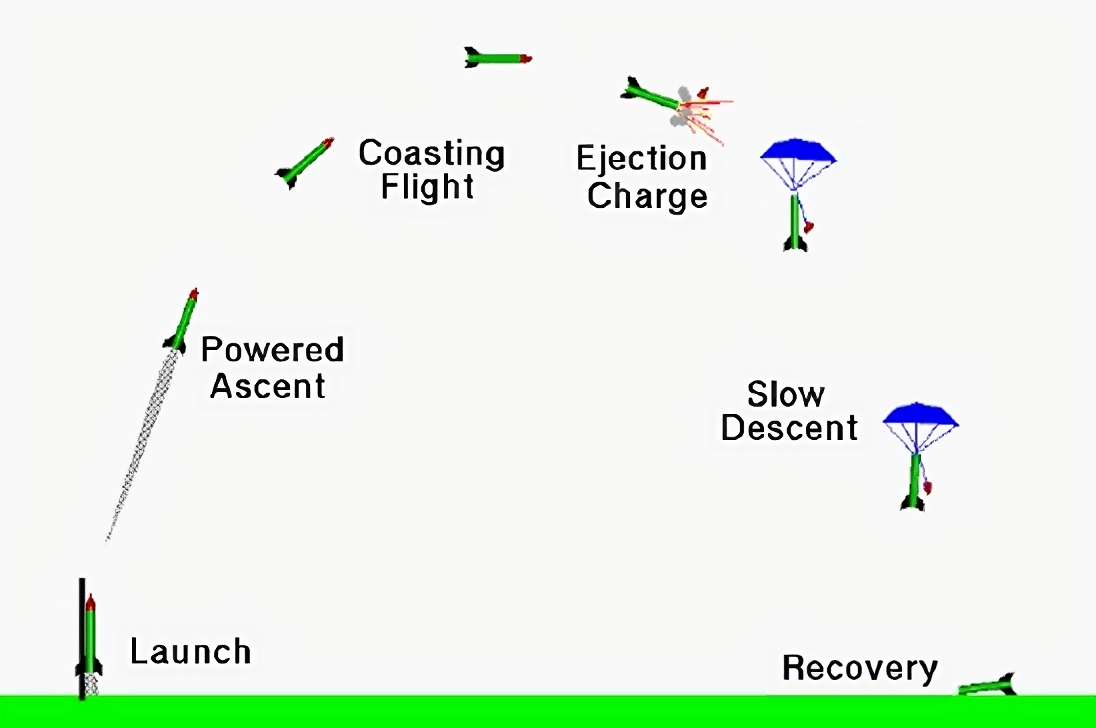 Coasting
Flight
Ejection
Charge
Powered
Ascent
Slow
Descent
Launch
Recovery